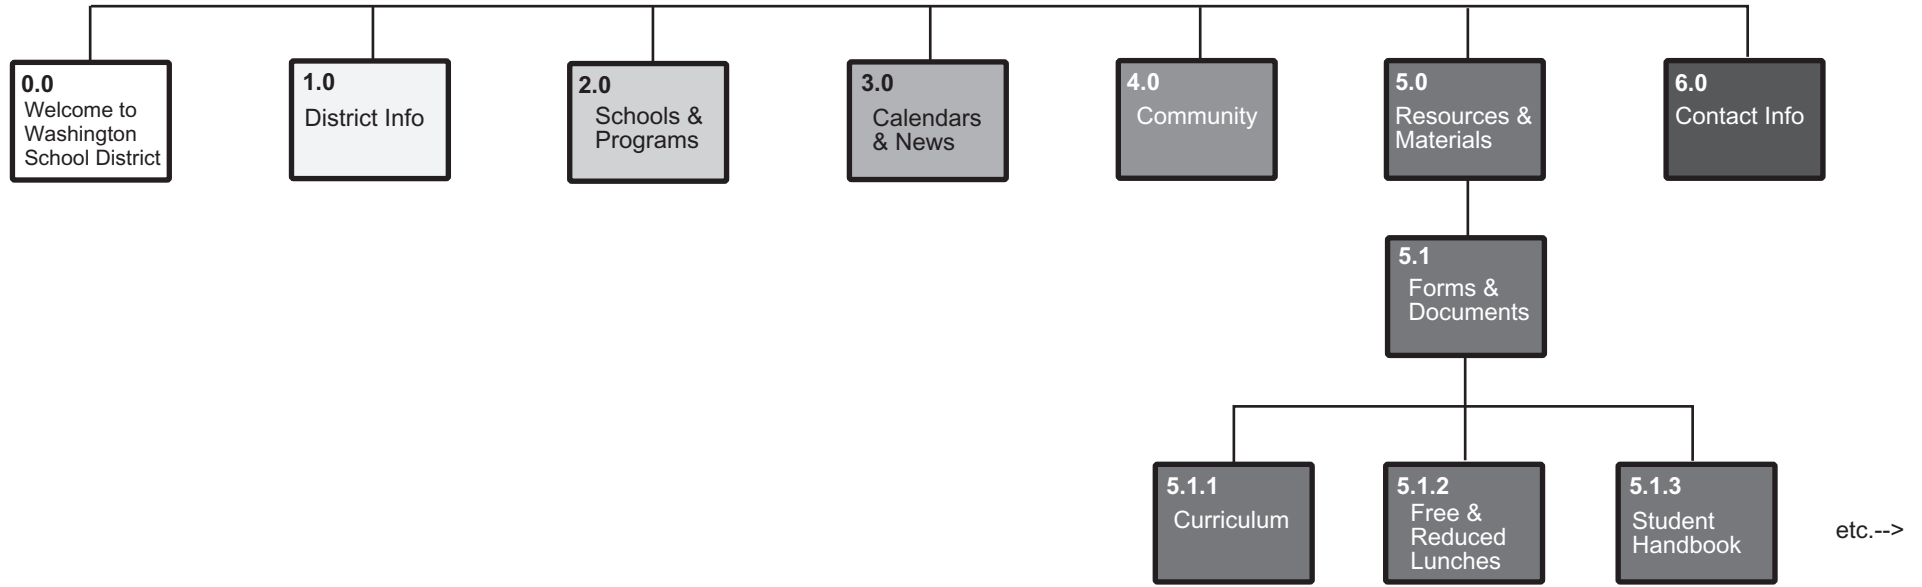 0.0
Welcome to
Washington
School District
1.0
District Info
2.0
Schools &
Programs
3.0
Calendars
& News
4.0
Community
5.0
Resources &
Materials
6.0
Contact Info
5.1
Forms &
Documents
5.1.1
Curriculum
5.1.2
Free &
Reduced
Lunches
5.1.3
Student
Handbook
etc.-->